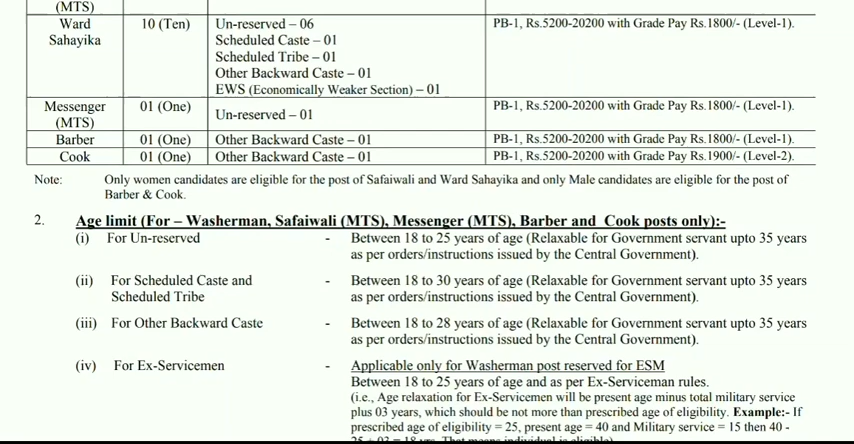 (MTS)
Ward Sahayika 10 (Ten) Un-reserved – 06 PB-1, Rs.5200-20200 with Grade Pay Rs.1800/- (Level-1).
Scheduled Caste – 01
Scheduled Tribe – 01
Other Backward Caste – 01
EWS (Economically Weaker Section) – 01
Messenger (MTS) 01 (One) Un-reserved – 01 PB-1, Rs.5200-20200 with Grade Pay Rs.1800/- (Level-1).
Barber 01 (One) Other Backward Caste – 01 PB-1, Rs.5200-20200 with Grade Pay Rs.1800/- (Level-1).
Cook 01 (One) Other Backward Caste – 01 PB-1, Rs.5200-20200 with Grade Pay Rs.1900/- (Level-2).
Note: Only women candidates are eligible for the post of Safaiwali and Ward Sahayika and only Male candidates are eligible for the post of
Barber & Cook.
2. Age limit (For – Washerman, Safaiwali (MTS), Messenger (MTS), Barber and Cook posts only):-
(i) For Un-reserved - Between 18 to 25 years of age (Relaxable for Government servant upto 35 years
as per orders/instructions issued by the Central Government).
(ii) For Scheduled Caste and Scheduled Tribe - Between 18 to 30 years of age (Relaxable for Government servant upto 35 years
as per orders/instructions issued by the Central Government).
(iii) For Other Backward Caste - Between 18 to 28 years of age (Relaxable for Government servant upto 35 years
as per orders/instructions issued by the Central Government).
(iv) For Ex-Servicemen - Applicable only for Washerman post reserved for ESM
Between 18 to 25 years of age and as per Ex-Serviceman rules.
(i.e., Age relaxation for Ex-Servicemen will be present age minus total military service
plus 03 years, which should be not more than prescribed age of eligibility. Example:- If
prescribed age of eligibility = 25, present age = 40 and Military service = 15 then 40 -